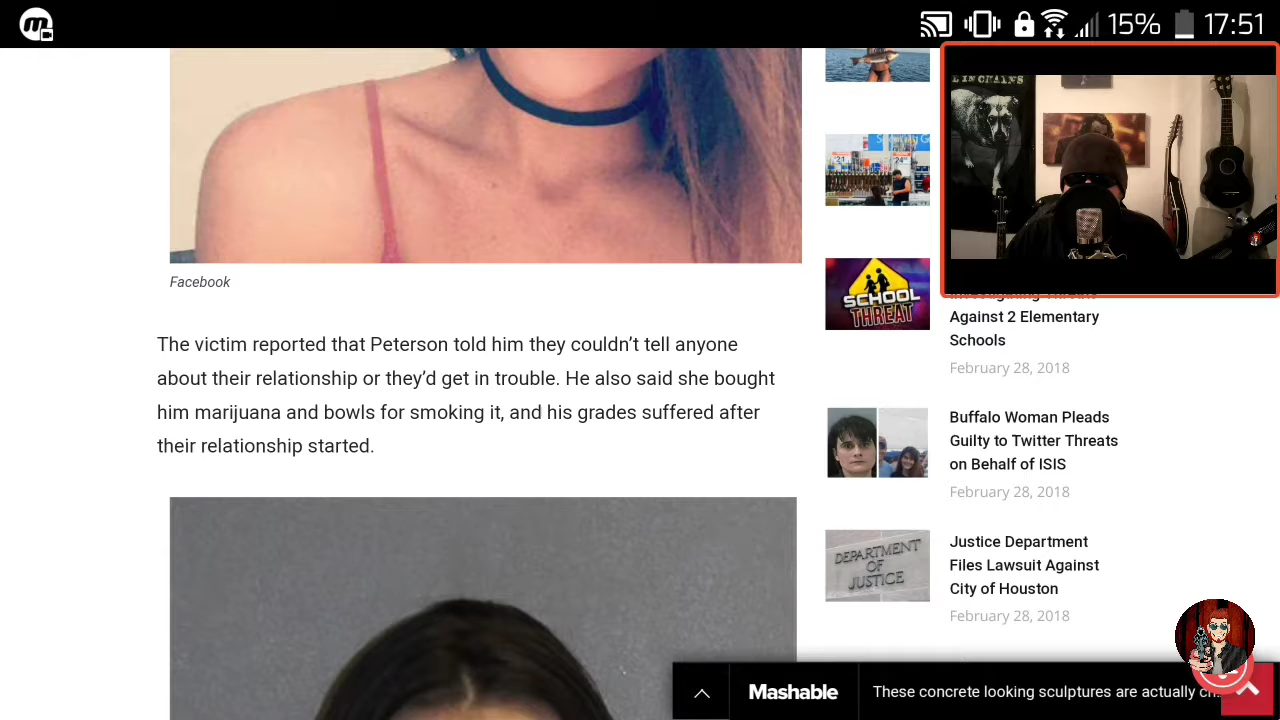 15% 17:51
Facebook
The victim reported that Peterson told him they couldn’t tell anyone
about their relationship or they’d get in trouble. He also said she bought
him marijuana and bowls for smoking it, and his grades suffered after
their relationship started.
SCHOOL
THREAT
Against 2 Elementary
Schools
February 28, 2018
Buffalo Woman Pleads
Guilty to Twitter Threats
on Behalf of ISIS
February 28, 2018
DEPARTMENT
OF
JUSTICE
Justice Department
Files Lawsuit Against
City of Houston
February 28, 2018
Mashable
These concrete looking sculptures are actually